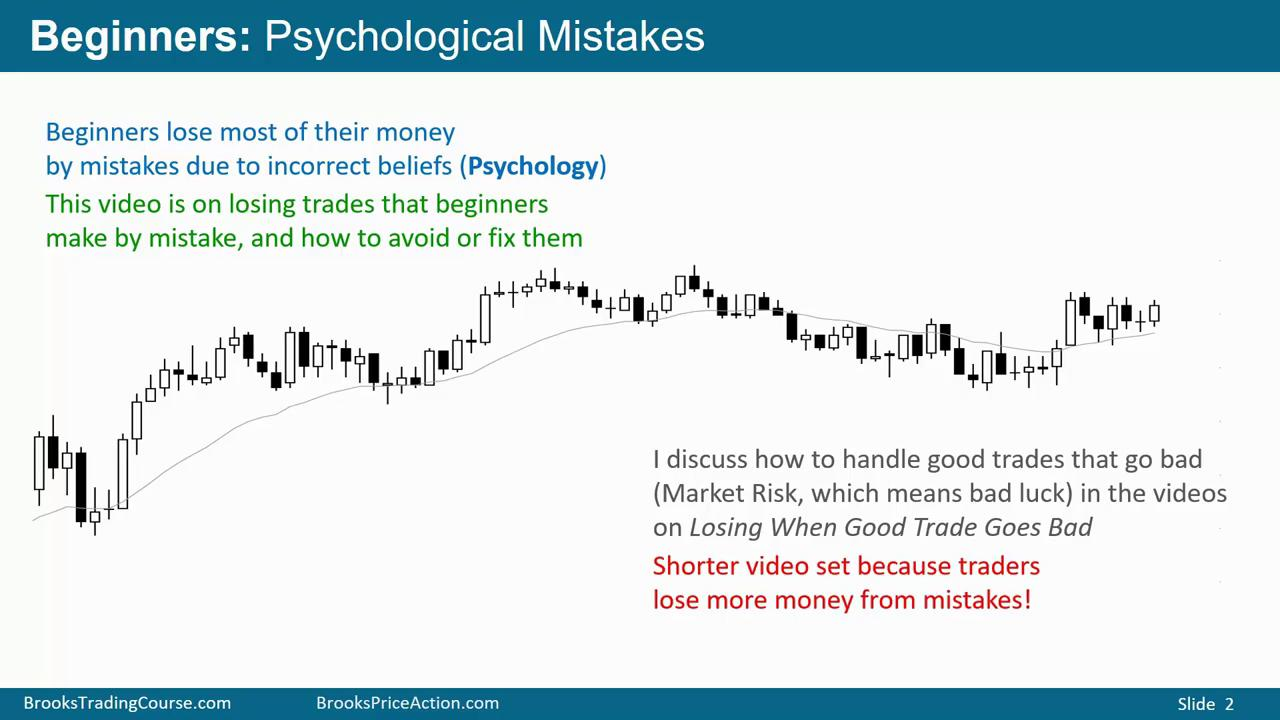 Beginners: Psychological Mistakes
Beginners lose most of their money
by mistakes due to incorrect beliefs (Psychology)
This video is on losing trades that beginners
make by mistake, and how to avoid or fix them
I discuss how to handle good trades that go bad
(Market Risk, which means bad luck) in the videos
on Losing When Good Trade Goes Bad
Shorter video set because traders
lose more money from mistakes!
BrooksTradingCourse.com
BrooksPriceAction.com
Slide 2